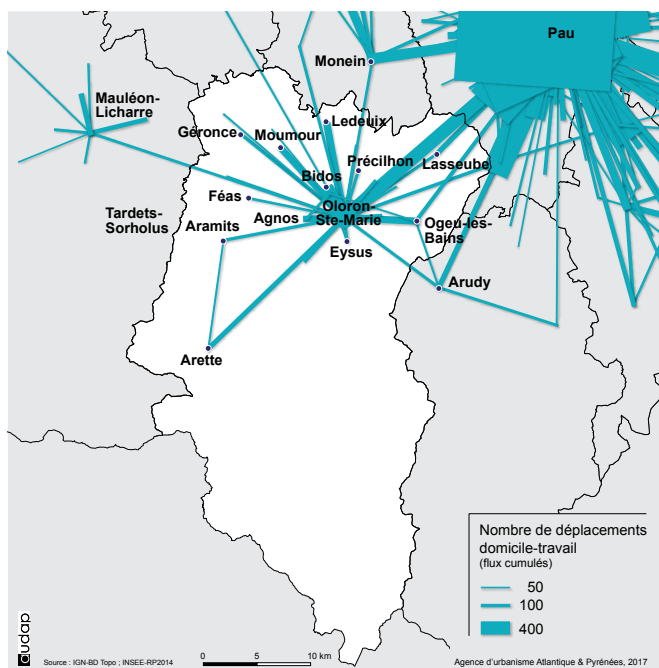 Pau
Monein
Mauléon-
Licharre
Ledeuix
Géronce
Moumour
Précilhon
Lasseube
Bidos
Féas
Tardets-
Sorholus
Aramits
Agnos
Oloron-
Ste-Marie
Ogeu-les-
Bains
Eysus
Arudy
Arette
Nombre de déplacements
domicile-travail
(flux cumulés)
50
100
400
audap
Source : IGN-BD Topo ; INSEE-RP2014
0 5 10 km
Agence d'urbanisme Atlantique & Pyrénées, 2017